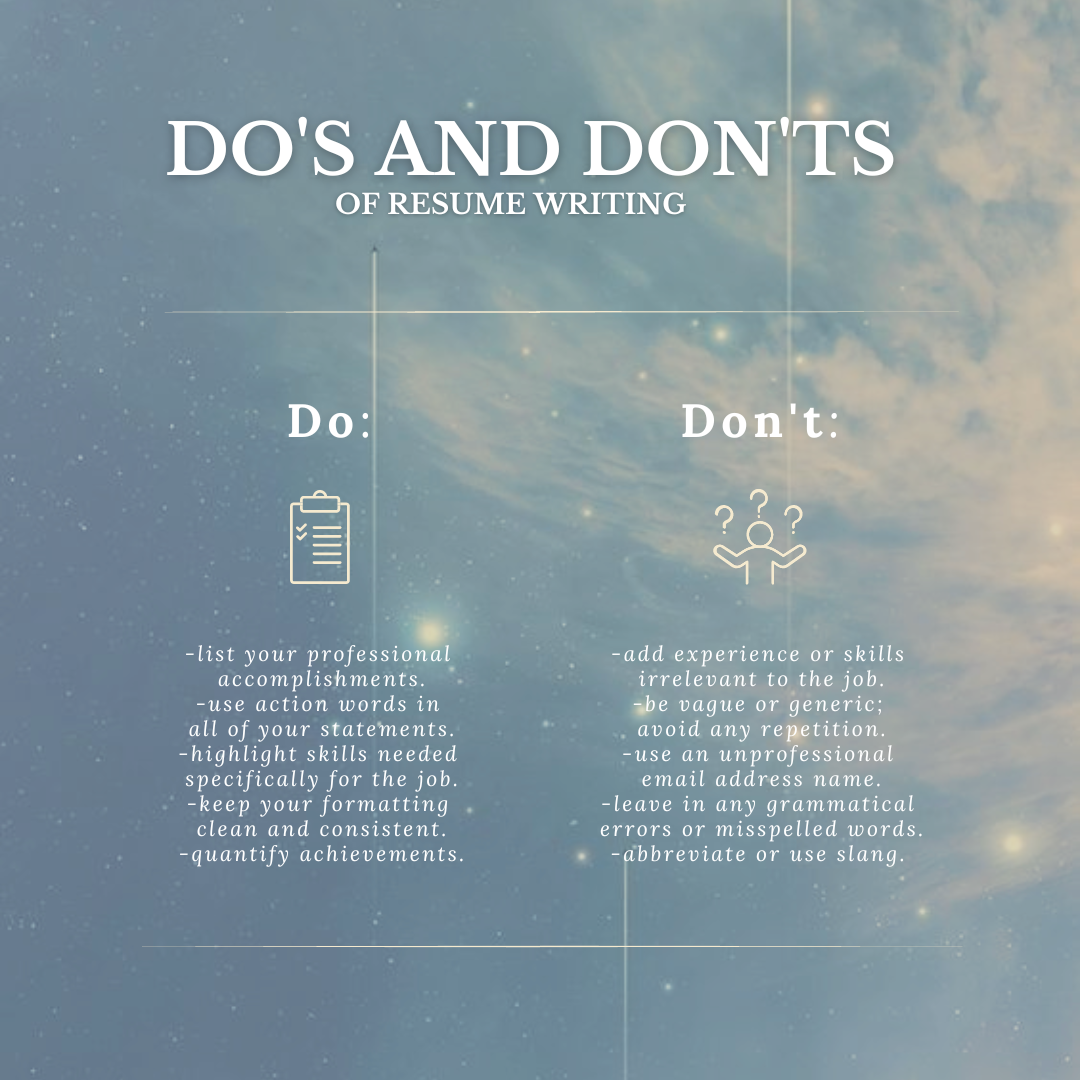 DO'S AND DON'TS
OF RESUME WRITING
Do:
-list your professional
accomplishments.
-use action words in
all of your statements.
-highlight skills needed
specifically for the job.
-keep your formatting
clean and consistent.
-quantify achievements.
Don't:
-add experience or skills
irrelevant to the job.
-be vague or generic;
avoid any repetition.
-use an unprofessional
email address name.
-leave in any grammatical
errors or misspelled words.
-abbreviate or use slang.